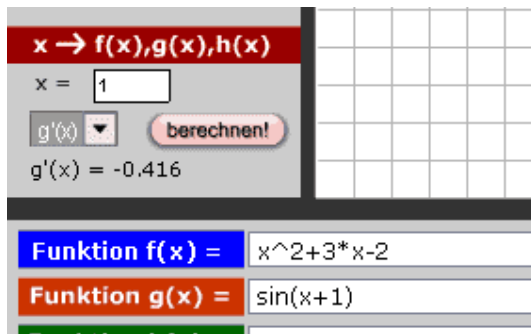 x → f(x),g(x),h(x)
x = 1
g'(x) berechnen!
g'(x) = -0.416
Funktion f(x) = x^2+3*x-2
Funktion g(x) = sin(x+1)